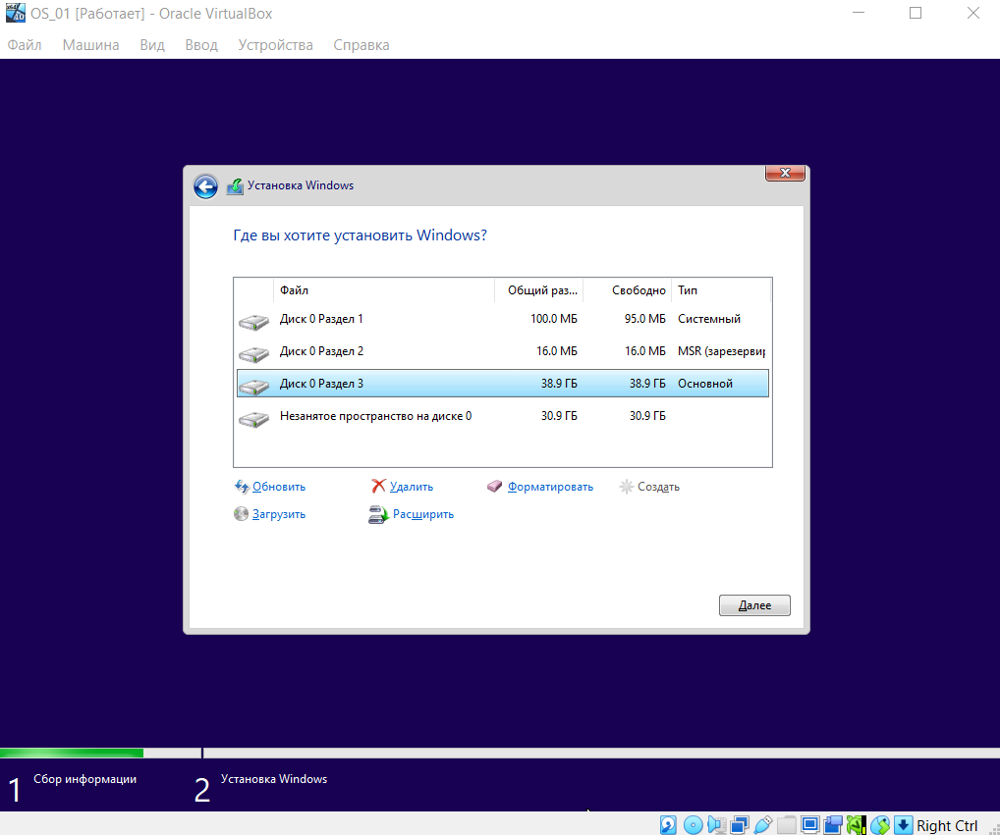 OS_01 [Работает] - Oracle VirtualBox
Файл Машина Вид Ввод Устройства Справка
Установка Windows
Где вы хотите установить Windows?
Файл Общий раз... Свободно Тип
Диск 0 Раздел 1 100.0 МБ 95.0 МБ Системный
Диск 0 Раздел 2 16.0 МБ 16.0 МБ MSR (зарезервир
Диск 0 Раздел 3 38.9 ГБ 38.9 ГБ Основной
Незанятое пространство на диске 0 30.9 ГБ 30.9 ГБ
Обновить Удалить Форматировать Создать
Загрузить Расширить
Далее
1 Сбор информации 2 Установка Windows
Right Ctrl